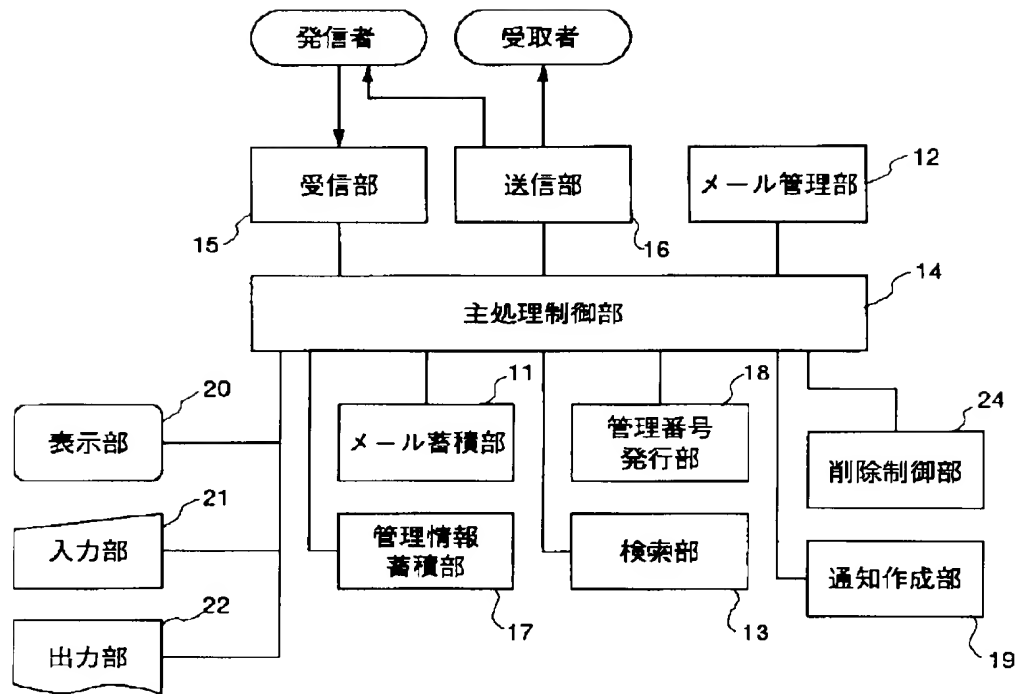 発信者
受取者
受信部
送信部
メール管理部
12
15
16
14
主処理制御部
20
11
18
24
表示部
メール蓄積部
管理番号
発行部
削除制御部
21
入力部
管理情報
蓄積部
検索部
通知作成部
22
17
13
19
出力部